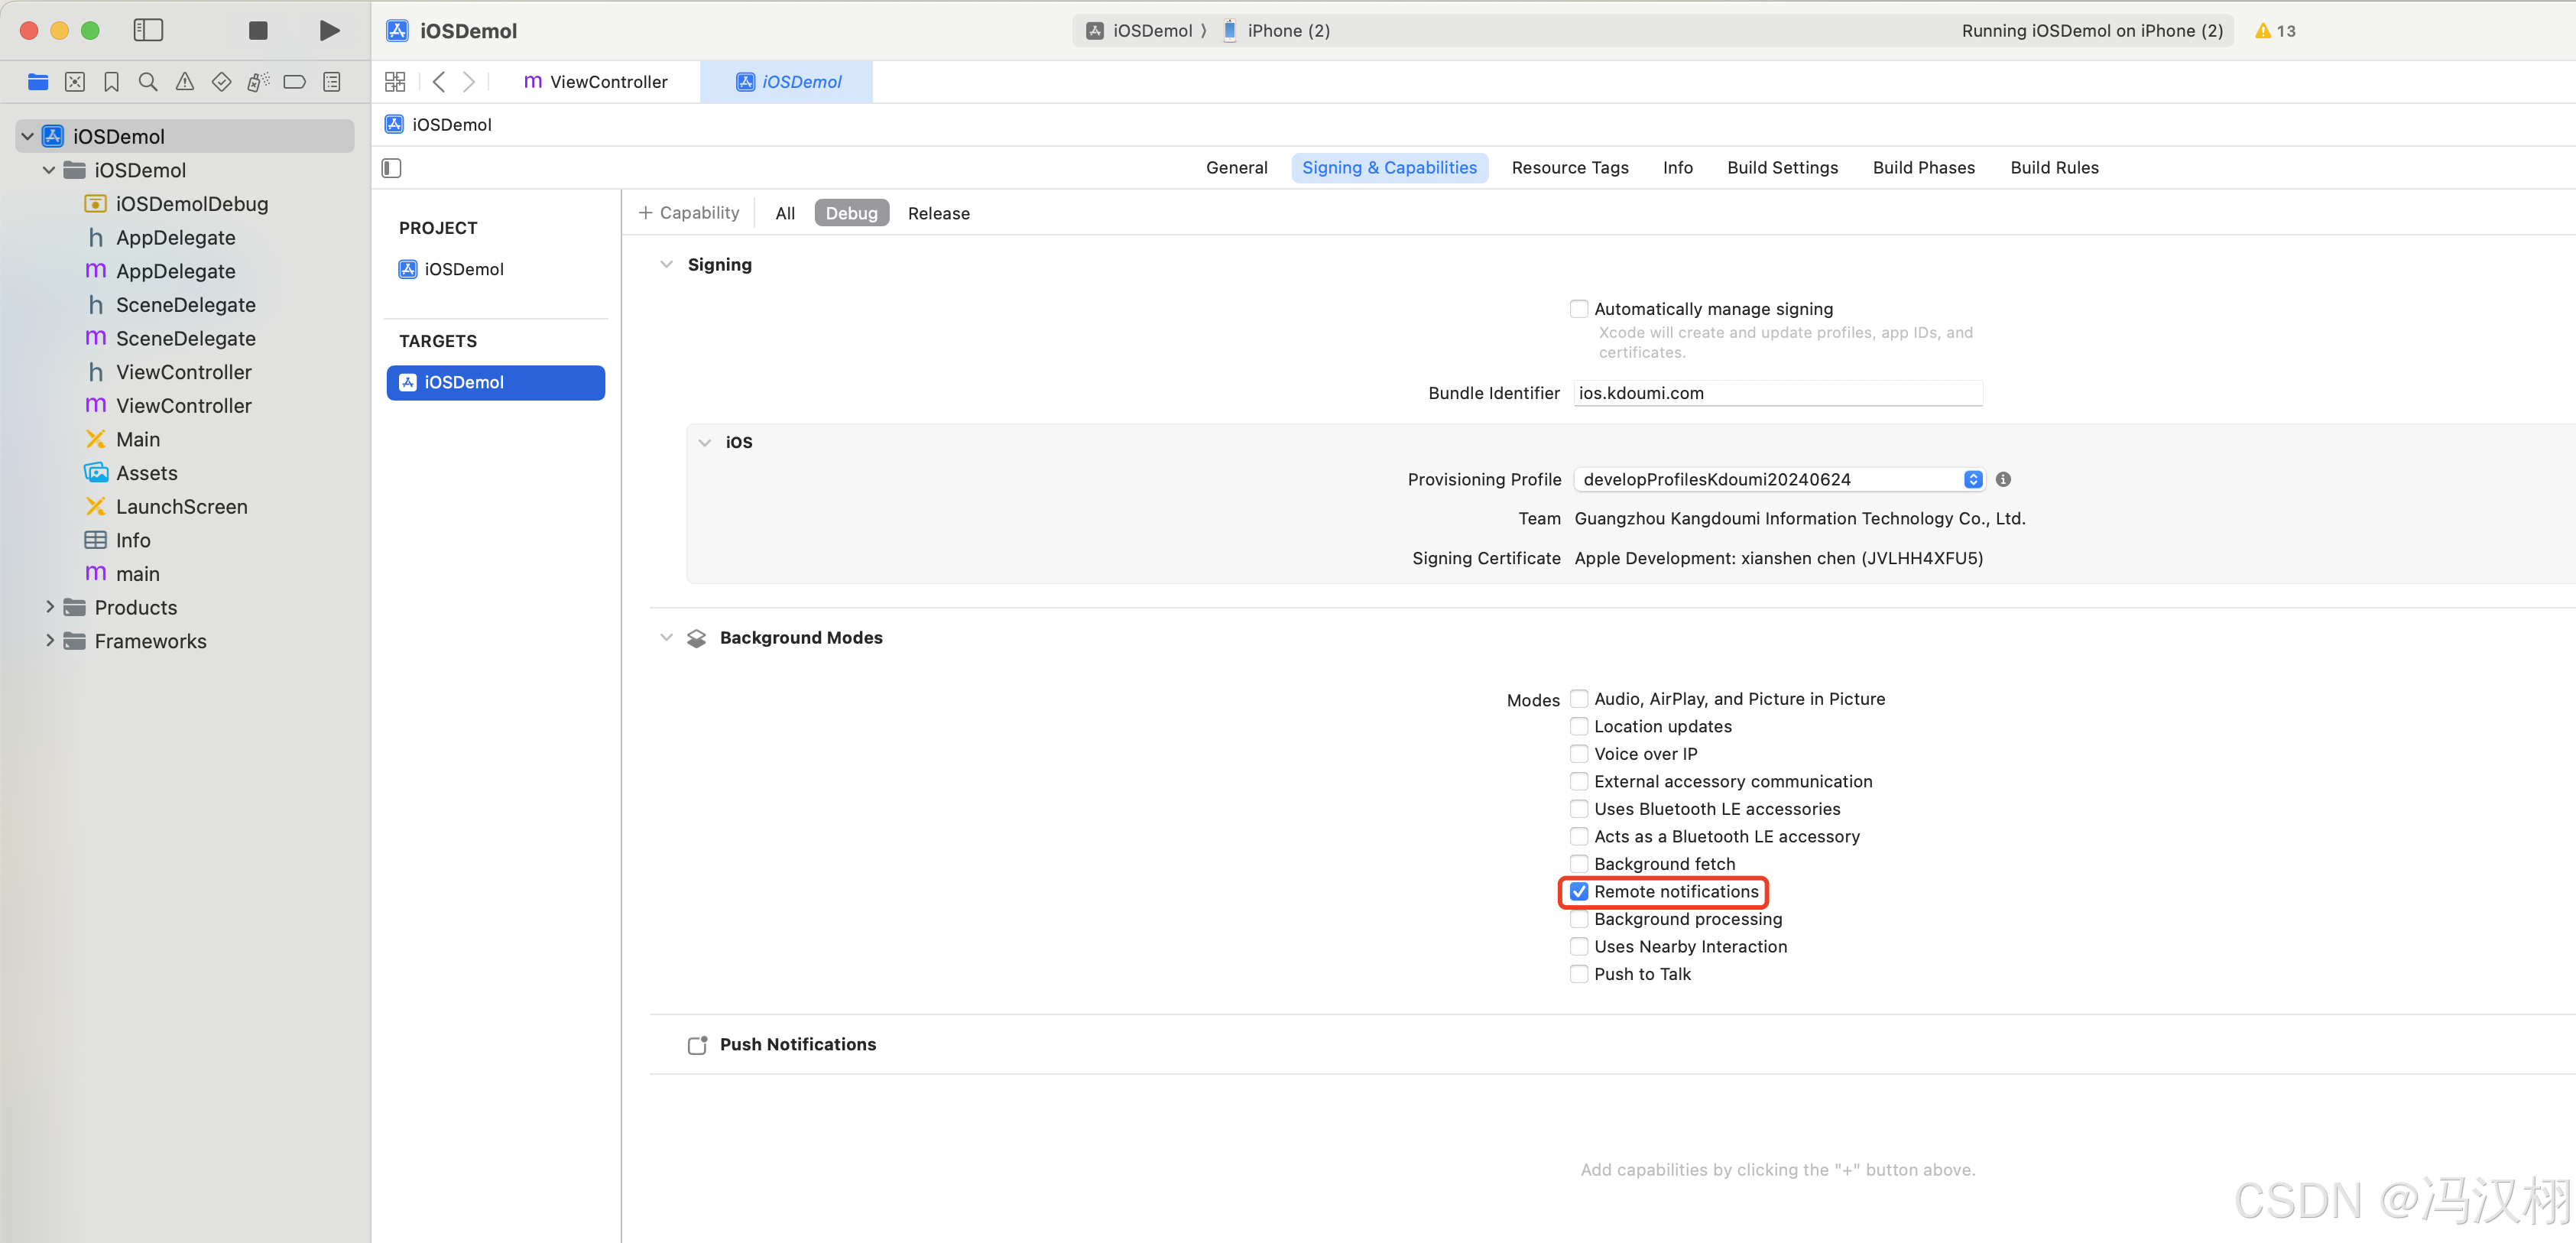 iOSDemol
iOSDemol 〉 iPhone (2)
Running iOSDemol on iPhone (2)
13
m ViewController
iOSDemol
iOSDemol
iOSDemol
iOSDemol
iOSDemolDebug
h AppDelegate
m AppDelegate
h SceneDelegate
m SceneDelegate
h ViewController
m ViewController
Main
Assets
LaunchScreen
Info
m main
Products
Frameworks
General
Signing & Capabilities
Resource Tags
Info
Build Settings
Build Phases
Build Rules
PROJECT
iOSDemol
TARGETS
iOSDemol
+ Capability
All
Debug
Release
Signing
Automatically manage signing
Xcode will create and update profiles, app IDs, and
certificates.
Bundle Identifier ios.kdoumi.com
iOS
Provisioning Profile developProfilesKdoumi20240624
Team Guangzhou Kangdoumi Information Technology Co., Ltd.
Signing Certificate Apple Development: xianshen chen (JVLHH4XFU5)
Background Modes
Modes Audio, AirPlay, and Picture in Picture
Location updates
Voice over IP
External accessory communication
Uses Bluetooth LE accessories
Acts as a Bluetooth LE accessory
Background fetch
Remote notifications
Background processing
Uses Nearby Interaction
Push to Talk
Push Notifications
Add capabilities by clicking the "+" button above.
CSDN @冯汉栩